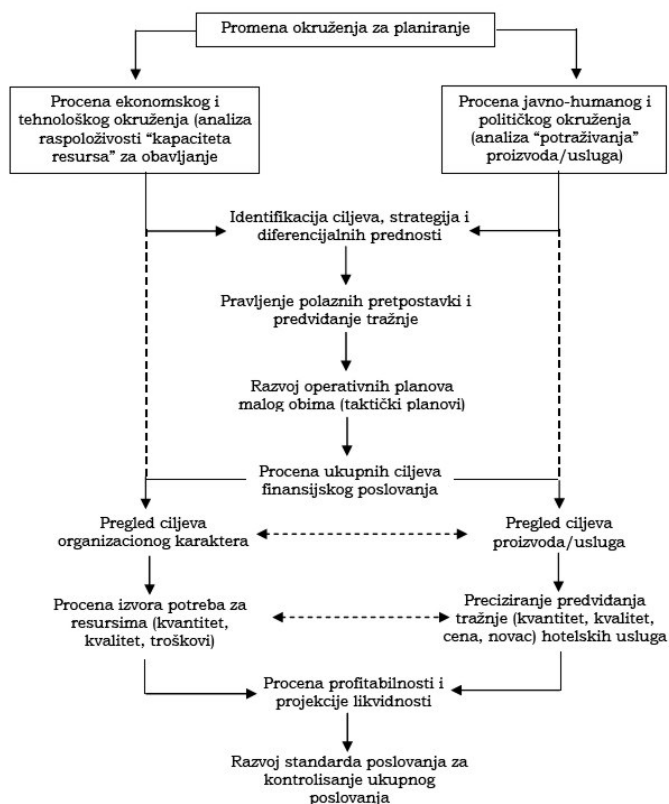 Promena okruženja za planiranje
Procena ekonomskog i
tehnološkog okruženja (analiza
raspoloživosti “kapaciteta
resursa” za obavljanje
Procena javno-humanog i
političkog okruženja
(analiza “potraživanja”
proizvoda/usluga)
Identifikacija ciljeva, strategija i
diferencijalnih prednosti
Pravljenje polaznih pretpostavki i
predviđanje tražnje
Razvoj operativnih planova
malog obima (taktički planovi)
Procena ukupnih ciljeva
finansijskog poslovanja
Pregled ciljeva
organizacionog karaktera
Pregled ciljeva
proizvoda/usluga
Procena izvora potreba za
resursima (kvantitet,
kvalitet, troškovi)
Preciziranje predviđanja
tražnje (kvantitet, kvalitet,
cena, novac) hotelskih usluga
Procena profitabilnosti i
projekcije likvidnosti
Razvoj standarda poslovanja za
kontrolisanje ukupnog
poslovanja